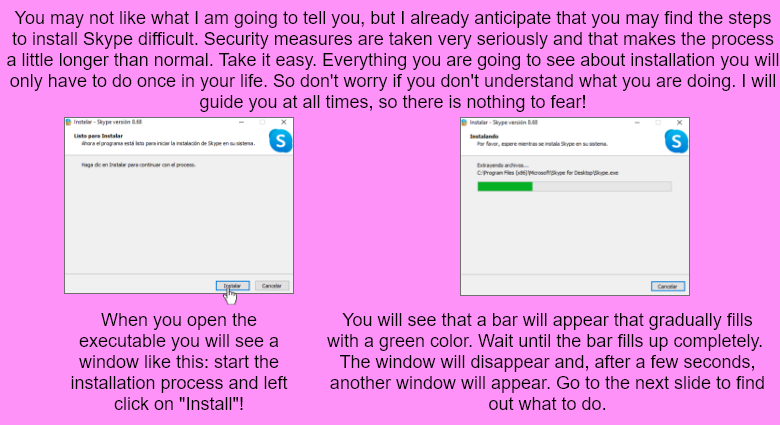 You may not like what I am going to tell you, but I already anticipate that you may find the steps
to install Skype difficult. Security measures are taken very seriously and that makes the process
a little longer than normal. Take it easy. Everything you are going to see about installation you will
only have to do once in your life. So don't worry if you don't understand what you are doing. I will
guide you at all times, so there is nothing to fear!
Instalar - Skype versión 8.68
Listo para Instalar
Ahora el programa está listo para iniciar la instalación de Skype en su sistema.
S
Haga clic en Instalar para continuar con el proceso.
Instalar
Cancelar
Instalar - Skype versión 8.68
Instalando
Por favor, espere mientras se instala Skype en su sistema.
S
Extrayendo archivos...
C:\Program Files (x86)\Microsoft\Skype for Desktop\Skype.exe
Cancelar
When you open the
executable you will see a
window like this: start the
installation process and left
click on "Install"!
You will see that a bar will appear that gradually fills
with a green color. Wait until the bar fills up completely.
The window will disappear and, after a few seconds,
another window will appear. Go to the next slide to find
out what to do.